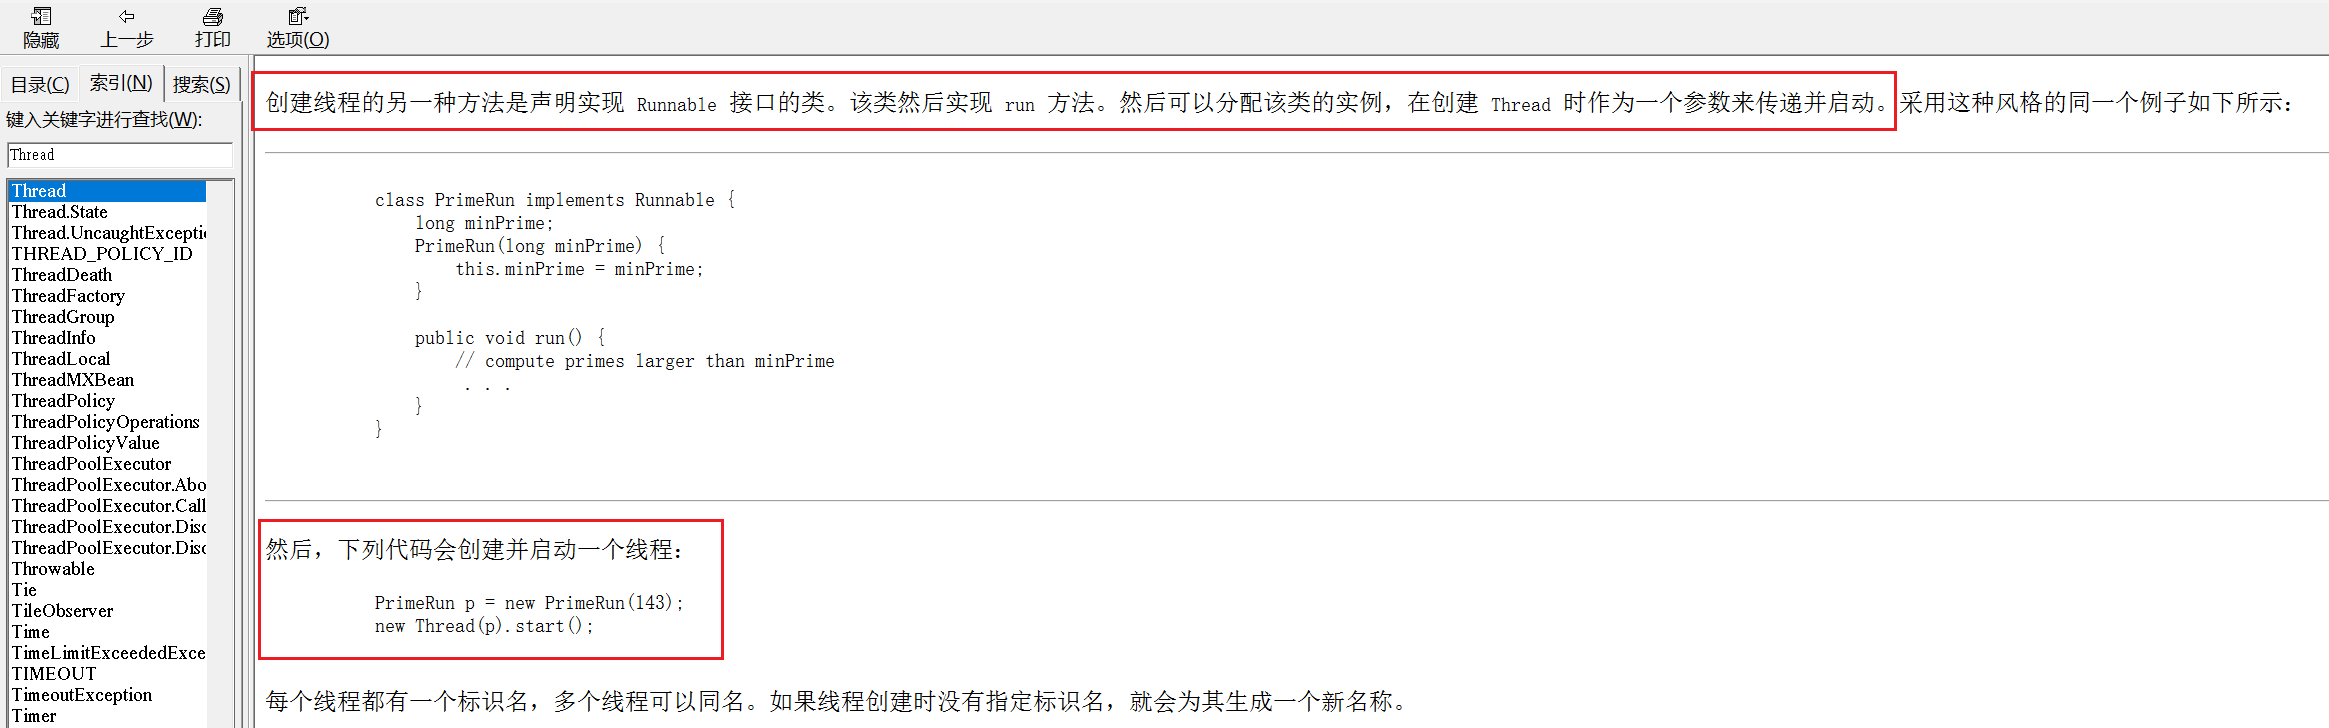 隐藏 上一步 打印 选项(O)
目录(C) 索引(N) 搜索(S)
键入关键字进行查找(W):
Thread
Thread
Thread.State
Thread.UncaughtExceptio
THREAD_POLICY_ID
ThreadDeath
ThreadFactory
ThreadGroup
ThreadInfo
ThreadLocal
ThreadMXBean
ThreadPolicy
ThreadPolicyOperations
ThreadPolicyValue
ThreadPoolExecutor
ThreadPoolExecutor.Abo
ThreadPoolExecutor.Call
ThreadPoolExecutor.Disc
ThreadPoolExecutor.Disc
Throwable
Tie
TileObserver
Time
TimeLimitExceededExce
TIMEOUT
TimeoutException
Timer
创建线程的另一种方法是声明实现 Runnable 接口的类。该类然后实现 run 方法。然后可以分配该类的实例，在创建 Thread 时作为一个参数来传递并启动。采用这种风格的同一个例子如下所示：
class PrimeRun implements Runnable {
long minPrime;
PrimeRun(long minPrime) {
this.minPrime = minPrime;
}
public void run() {
// compute primes larger than minPrime
. . .
}
}
然后，下列代码会创建并启动一个线程：
PrimeRun p = new PrimeRun(143);
new Thread(p).start();
每个线程都有一个标识名，多个线程可以同名。如果线程创建时没有指定标识名，就会为其生成一个新名称。